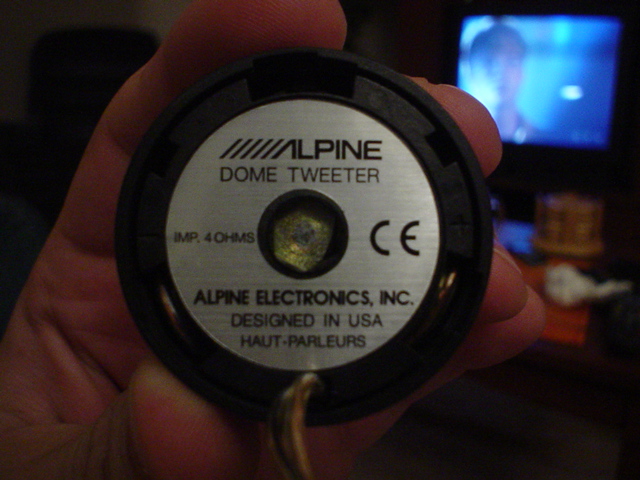 ALPINE
DOME TWEETER
IMP. 4 OHMS
CE
ALPINE ELECTRONICS, INC.
DESIGNED IN USA
HAUT-PARLEURS